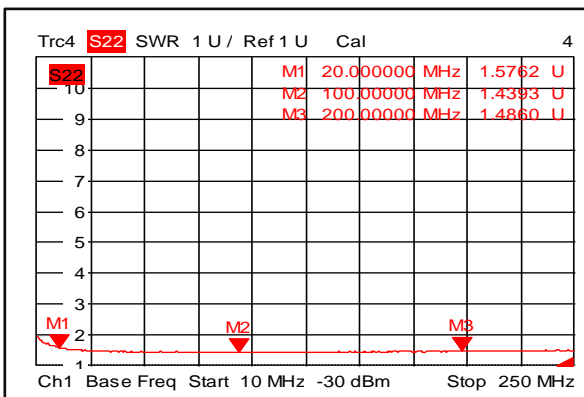 Trc4 S22 SWR 1 U / Ref 1 U Cal 4
S22
M1 20.000000 MHz 1.5762 U
M2 100.00000 MHz 1.4393 U
M3 200.00000 MHz 1.4860 U
10
9
8
7
6
5
4
3
2
1
M1
M2
M3
Ch1 Base Freq Start 10 MHz -30 dBm Stop 250 MHz